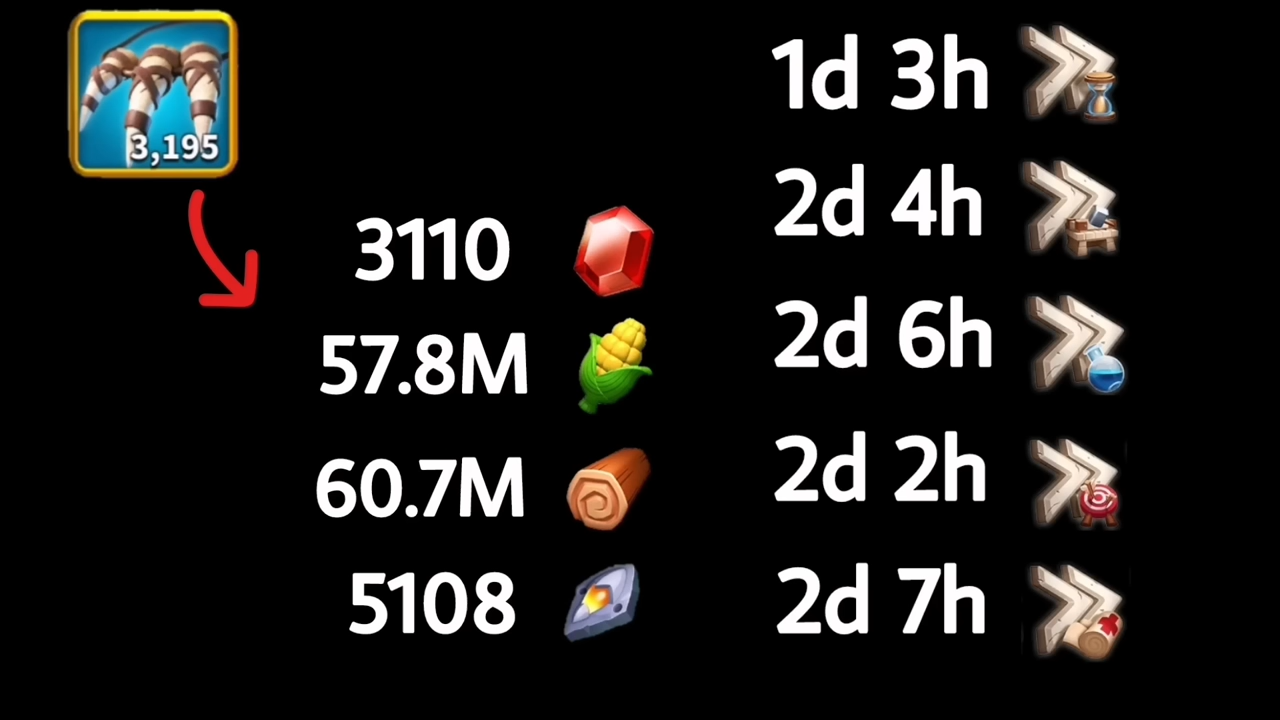 3,195
3110
57.8M
60.7M
5108
1d 3h
2d 4h
2d 6h
2d 2h
2d 7h